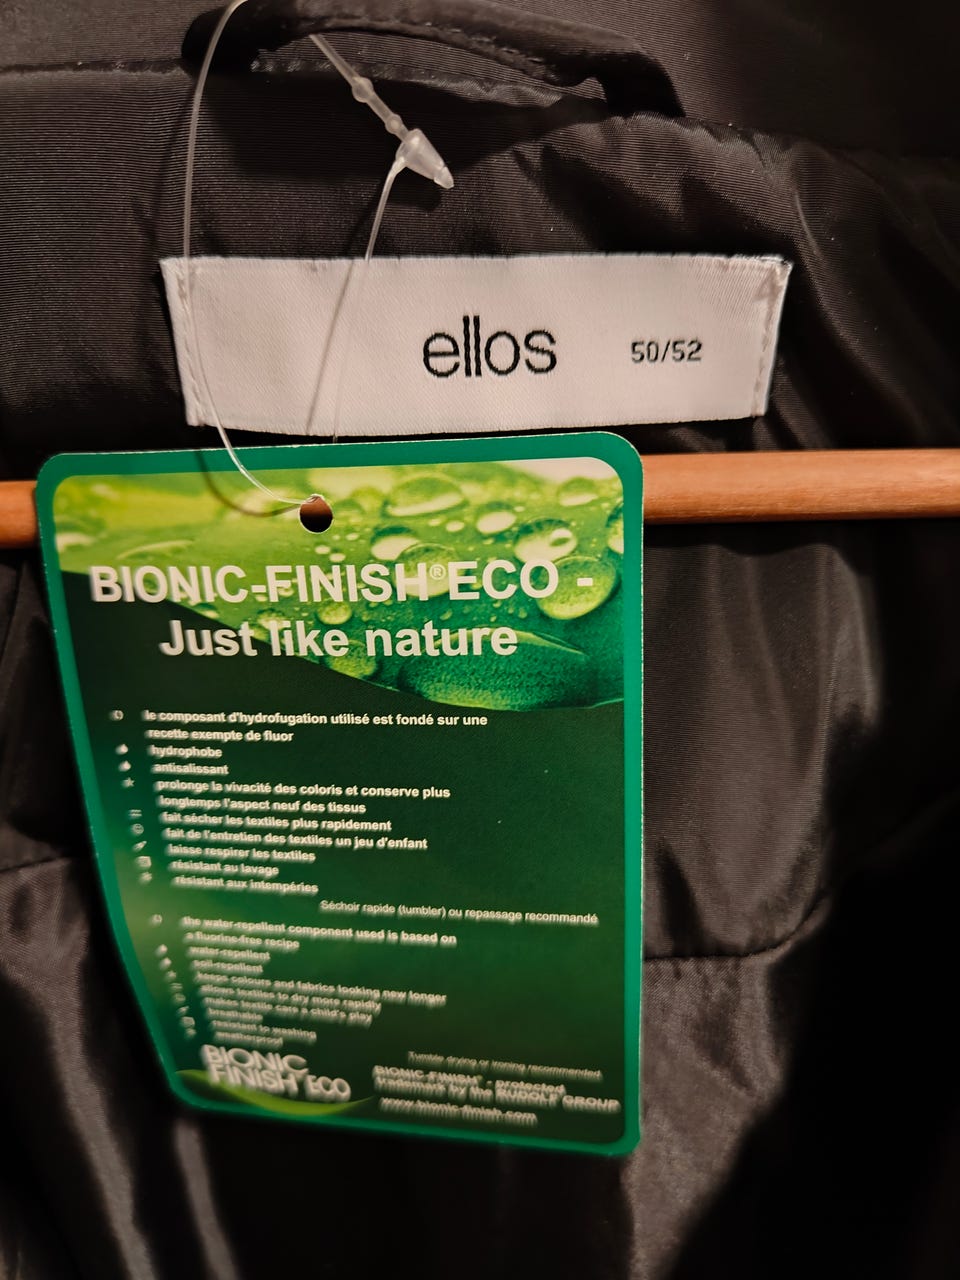 ellos 50/52
BIONIC-FINISH® ECO -
Just like nature
le composant d'hydrofugation utilisé est fondé sur une
recette exempte de fluor
hydrophobe
antisalissant
prolonge la vivacité des coloris et conserve plus
longtemps l'aspect neuf des tissus
fait sécher les textiles plus rapidement
fait de l'entretien des textiles un jeu d'enfant
laisse respirer les textiles
résistant au lavage
résistant aux intempéries
Séchoir rapide (tumbler) ou repassage recommandé
the water-repellent component used is based on
a fluorine-free recipe
water-repellent
soil-repellent
keeps colours and fabrics looking new longer
allows textiles to dry more rapidly
makes textile care a child's play
breathable
resistant to washing
weatherproof
Tumble drying or ironing recommended
BIONIC
FINISH® ECO
BIONIC-FINISH® - protected
trademark by the RUDOLF GROUP
www.bionic-finish.com